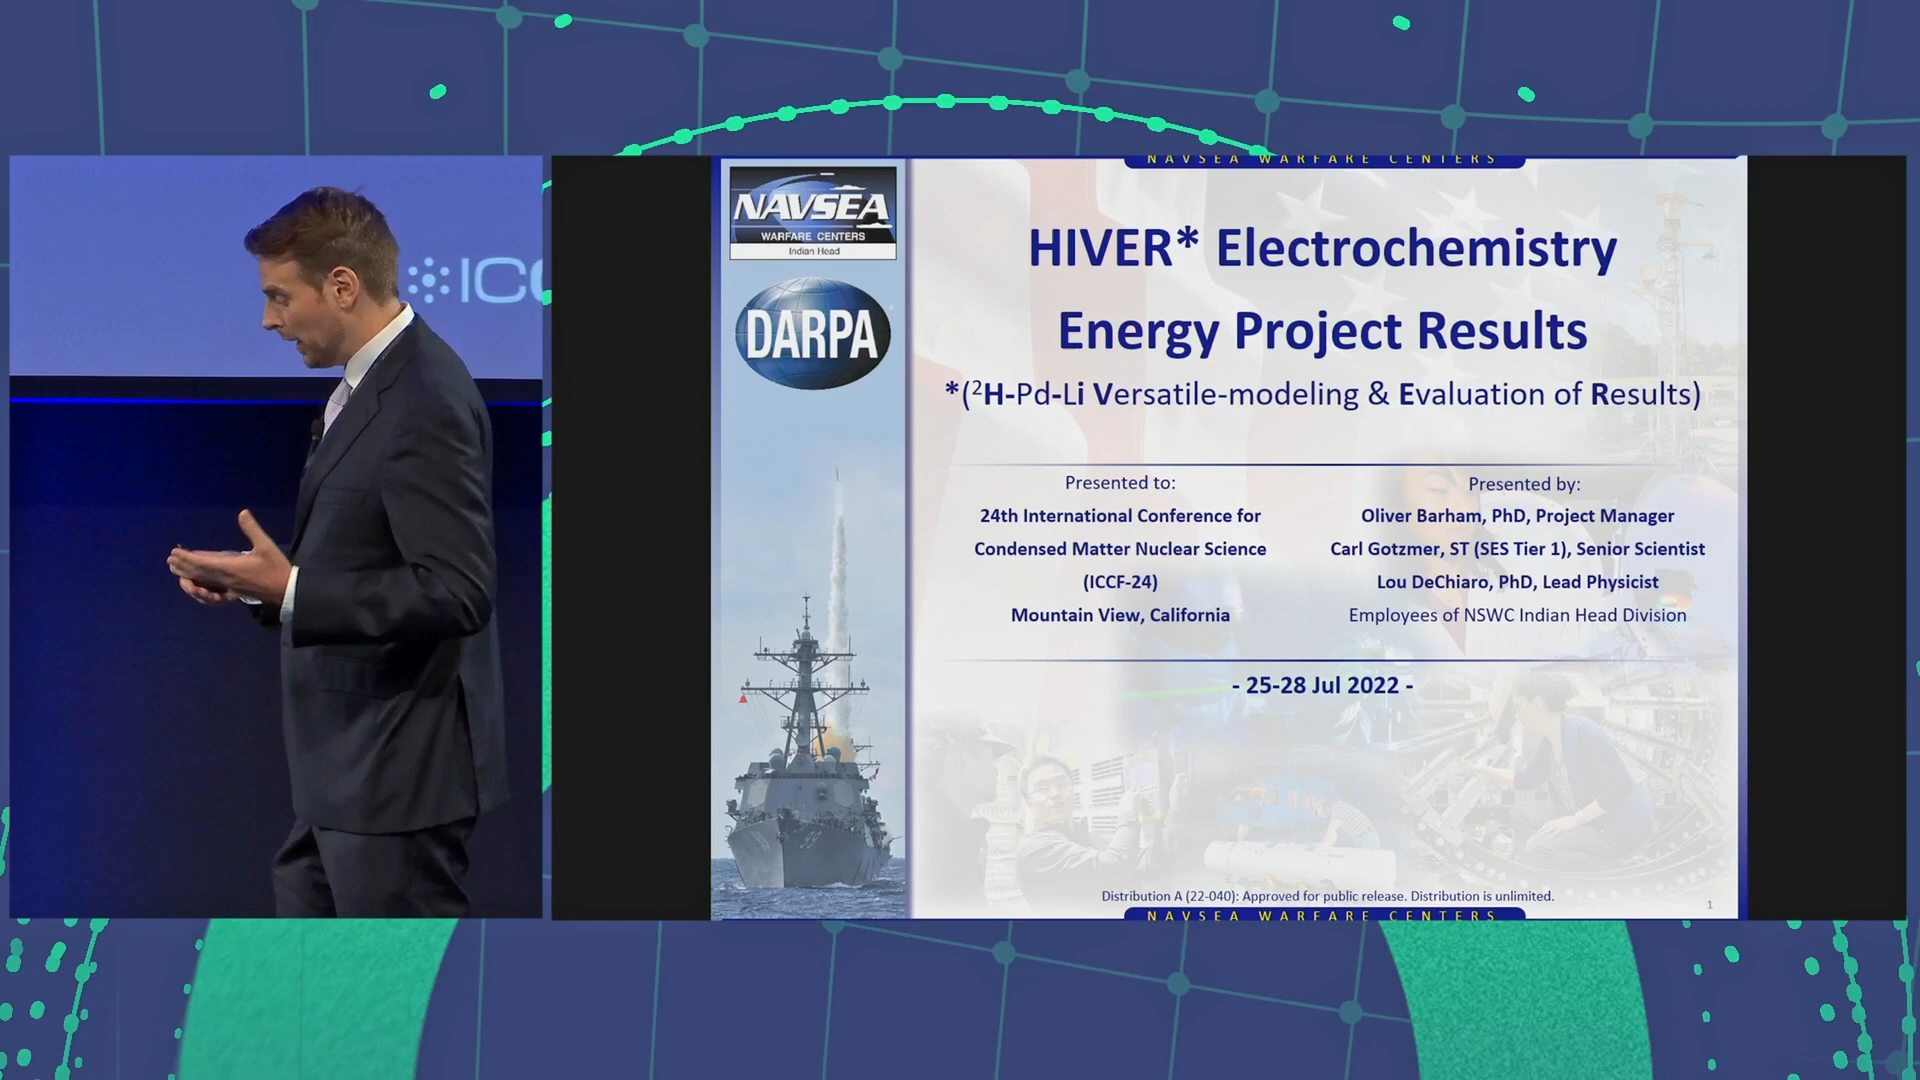 ICC
NAVSEA WARFARE CENTERS
NAVSEA
WARFARE CENTERS
Indian Head
DARPA
HIVER* Electrochemistry
Energy Project Results
*(²H-Pd-Li Versatile-modeling & Evaluation of Results)
Presented to:
24th International Conference for
Condensed Matter Nuclear Science
(ICCF-24)
Mountain View, California
Presented by:
Oliver Barham, PhD, Project Manager
Carl Gotzmer, ST (SES Tier 1), Senior Scientist
Lou DeChiaro, PhD, Lead Physicist
Employees of NSWC Indian Head Division
- 25-28 Jul 2022 -
Distribution A (22-040): Approved for public release. Distribution is unlimited.
1
NAVSEA WARFARE CENTERS